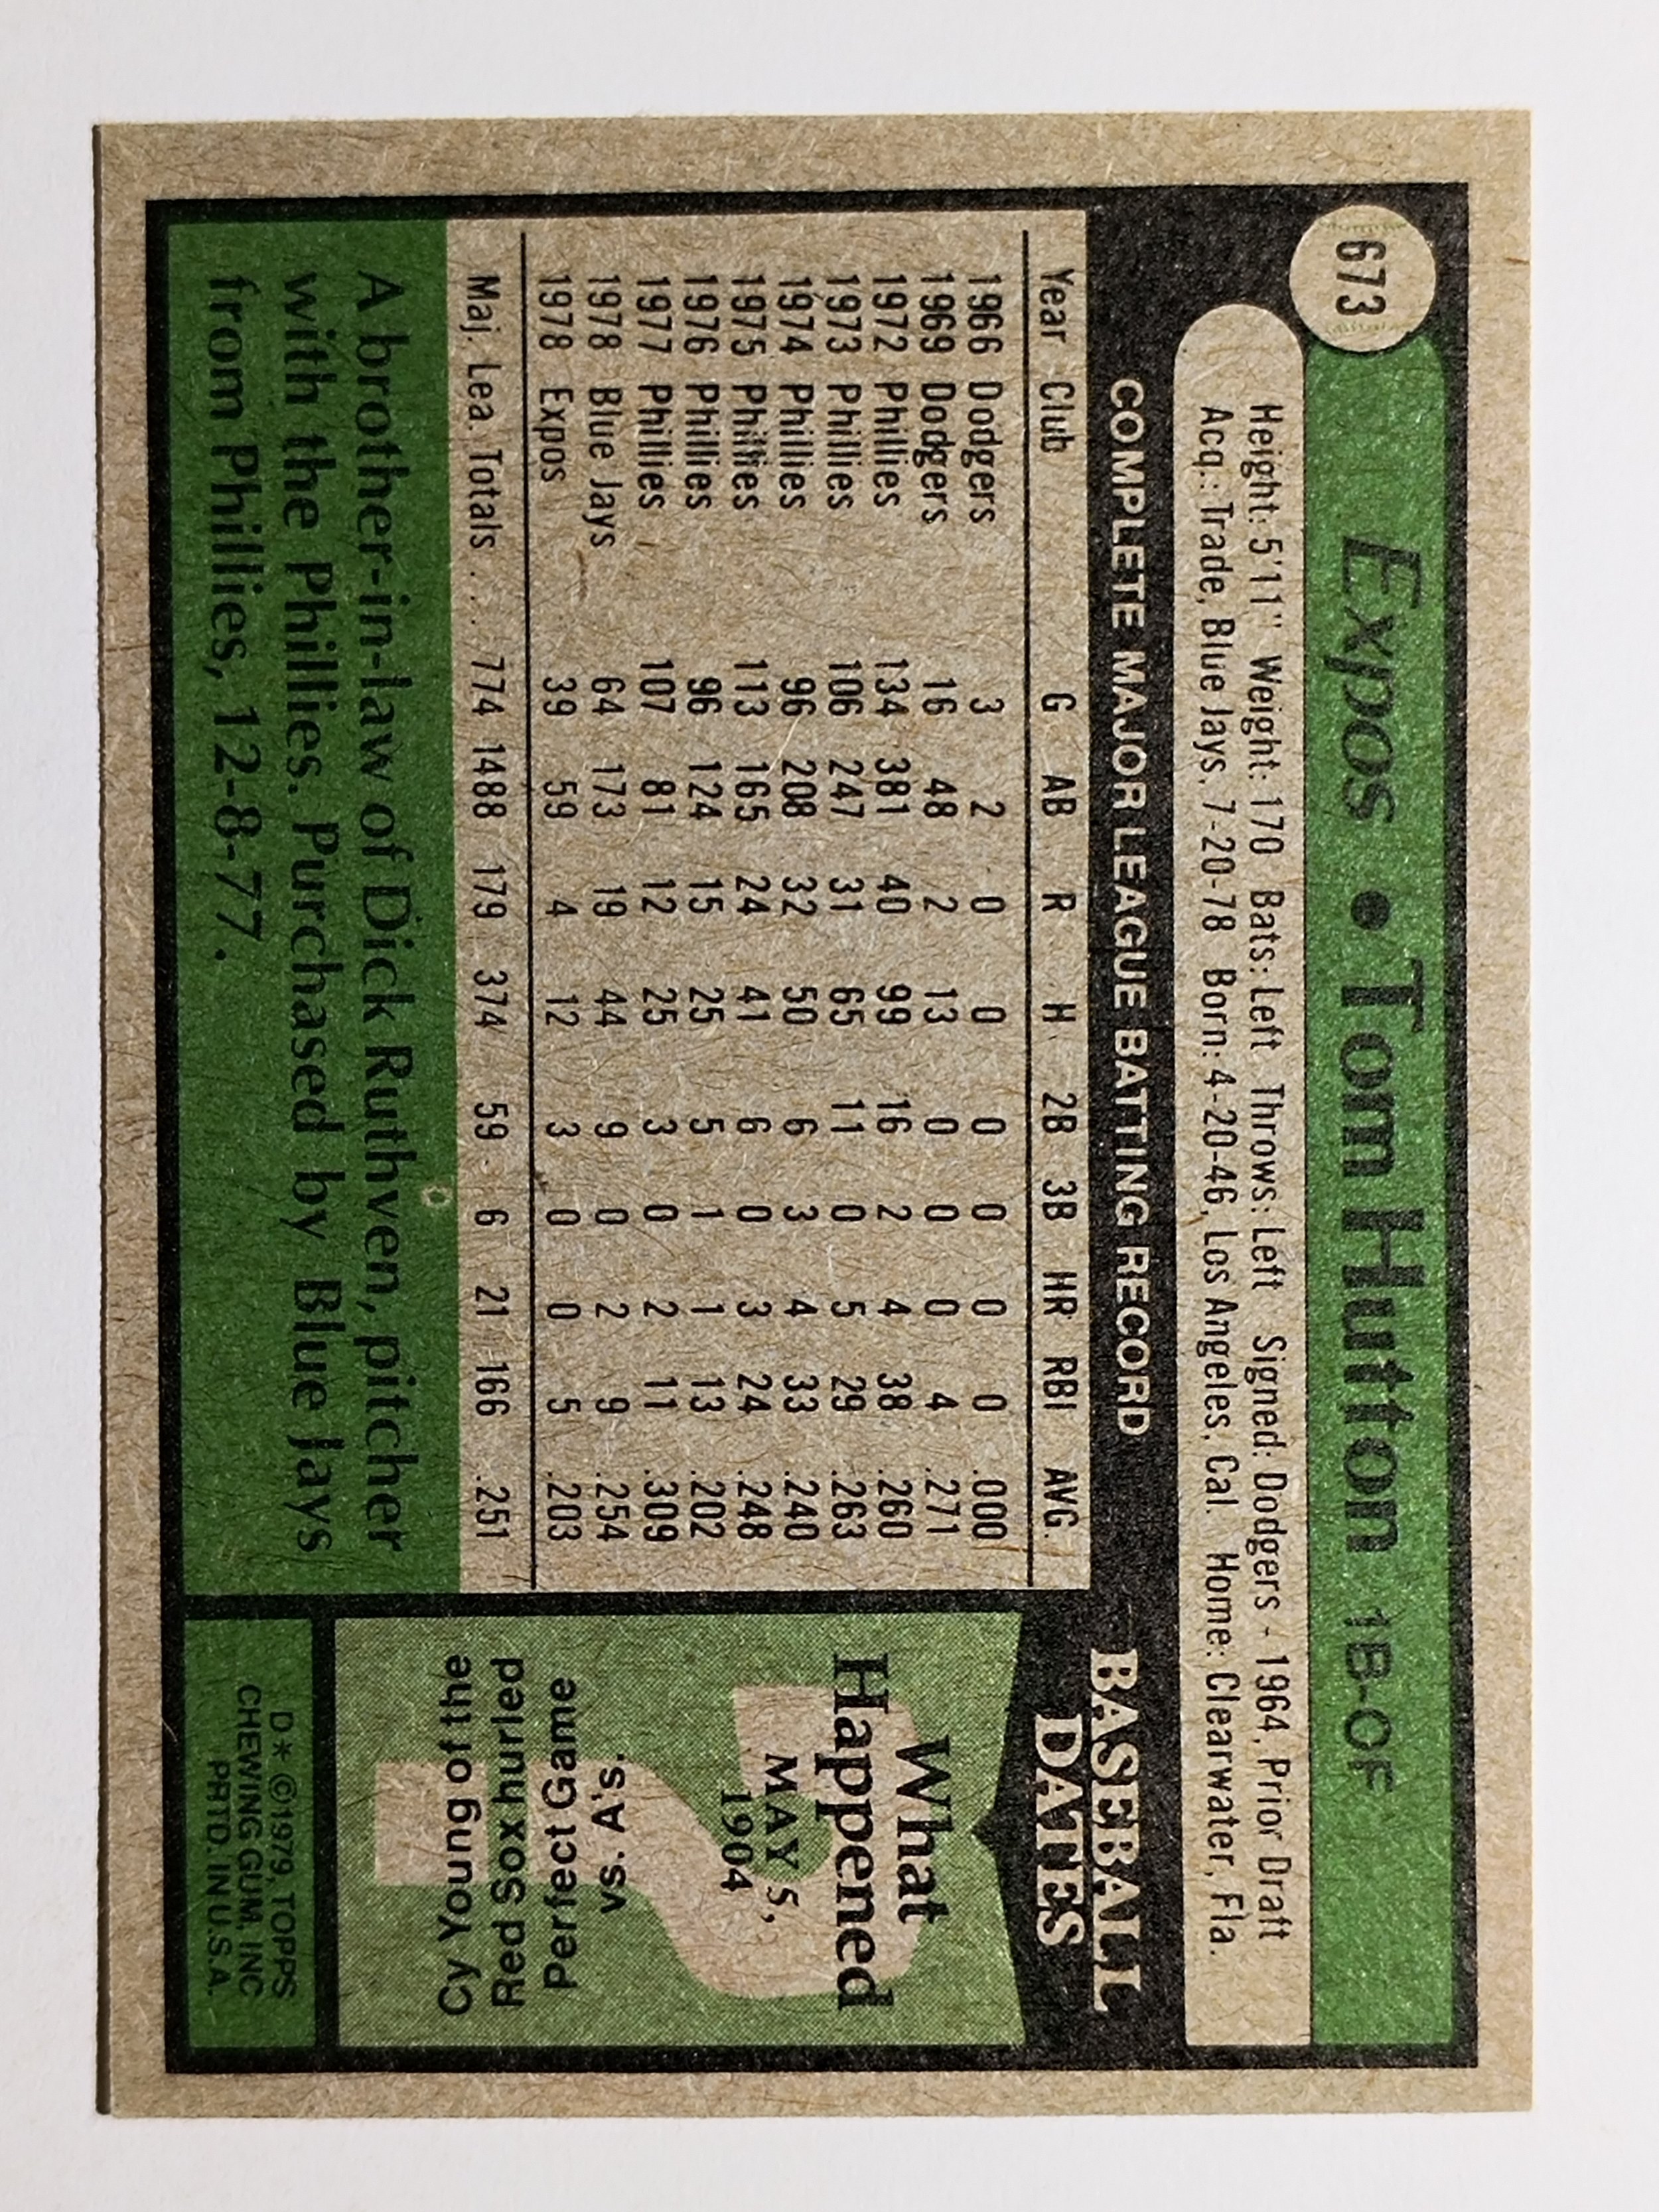 673
Expos • Tom Hutton 1B-OF
Height: 5'11" Weight: 170 Bats: Left Throws: Left Signed: Dodgers - 1964, Prior Draft
Acq.: Trade, Blue Jays, 7-20-78 Born: 4-20-46, Los Angeles, Cal. Home: Clearwater, Fla.
COMPLETE MAJOR LEAGUE BATTING RECORD
Year Club G AB R H 2B 3B HR RBI AVG.
1966 Dodgers 3 2 0 0 0 0 0 0 .000
1969 Dodgers 16 48 2 13 0 0 0 4 .271
1972 Phillies 134 381 40 99 16 2 4 38 .260
1973 Phillies 106 247 31 65 11 0 5 29 .263
1974 Phillies 96 208 32 50 6 3 4 33 .240
1975 Phillies 113 165 24 41 6 0 3 24 .248
1976 Phillies 96 124 15 25 5 1 1 13 .202
1977 Phillies 107 81 12 25 3 0 2 11 .309
1978 Blue Jays 64 173 19 44 9 0 2 9 .254
1978 Expos 39 59 4 12 3 0 0 5 .203
Maj. Lea. Totals . . . 774 1488 179 374 59 6 21 166 .251
A brother-in-law of Dick Ruthven, pitcher
with the Phillies. Purchased by Blue Jays
from Phillies, 12-8-77.
BASEBALL
DATES
What
Happened
MAY 5,
1904
?
Cy Young of the
Red Sox hurled
Perfect Game
vs. A's.
D* ©1979, TOPPS
CHEWING GUM, INC
PRTD. IN U.S.A.